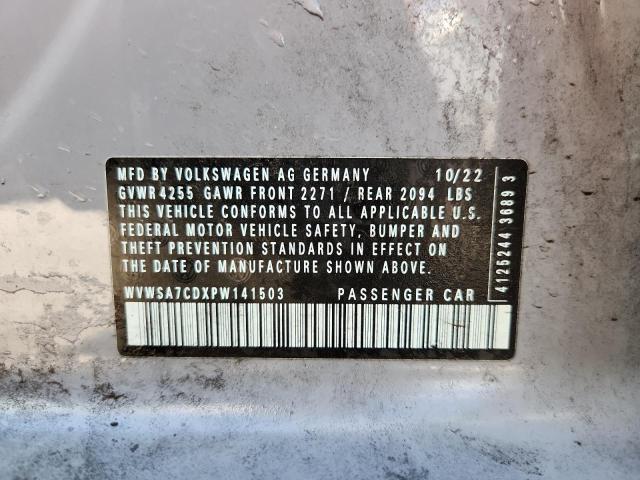 MFD BY VOLKSWAGEN AG GERMANY 10/22
GVWR 4255 GAWR FRONT 2271 / REAR 2094 LBS
THIS VEHICLE CONFORMS TO ALL APPLICABLE U.S.
FEDERAL MOTOR VEHICLE SAFETY, BUMPER AND
THEFT PREVENTION STANDARDS IN EFFECT ON
THE DATE OF MANUFACTURE SHOWN ABOVE.
WVWSA7CDXPW141503 PASSENGER CAR
4125244 3689 3